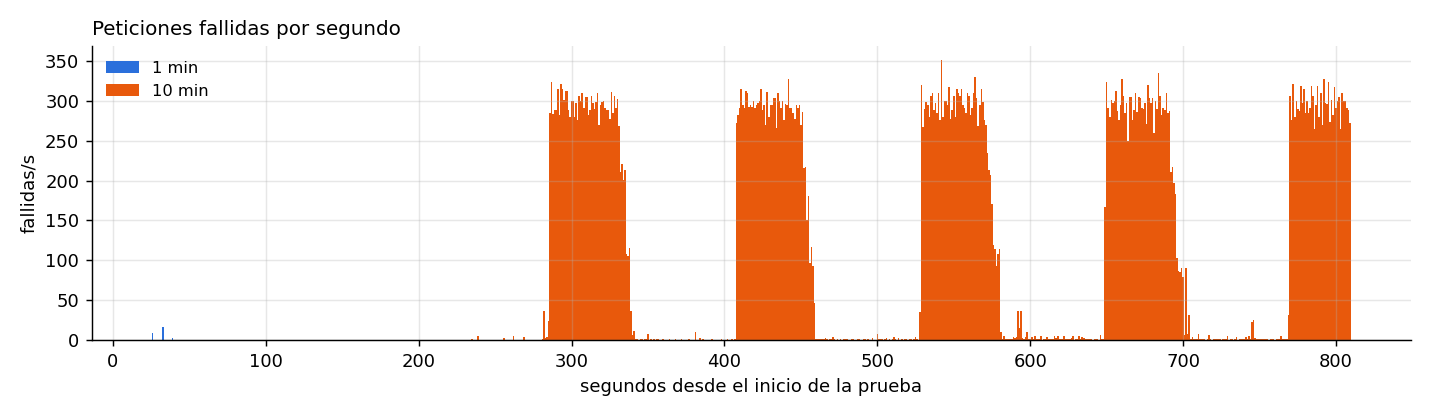 Peticiones fallidas por segundo
1 min
10 min
350
300
250
200
150
100
50
0
fallidas/s
0 100 200 300 400 500 600 700 800
segundos desde el inicio de la prueba